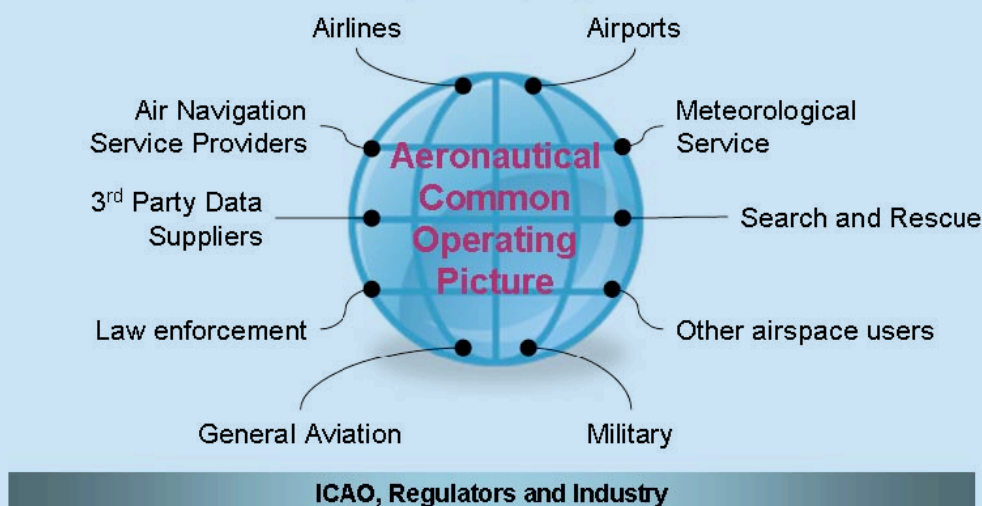 Airlines
Airports
Air Navigation
Service Providers
Meteorological
Service
Aeronautical
Common
Operating
Picture
3rd Party Data
Suppliers
Search and Rescue
Law enforcement
Other airspace users
General Aviation
Military
ICAO, Regulators and Industry